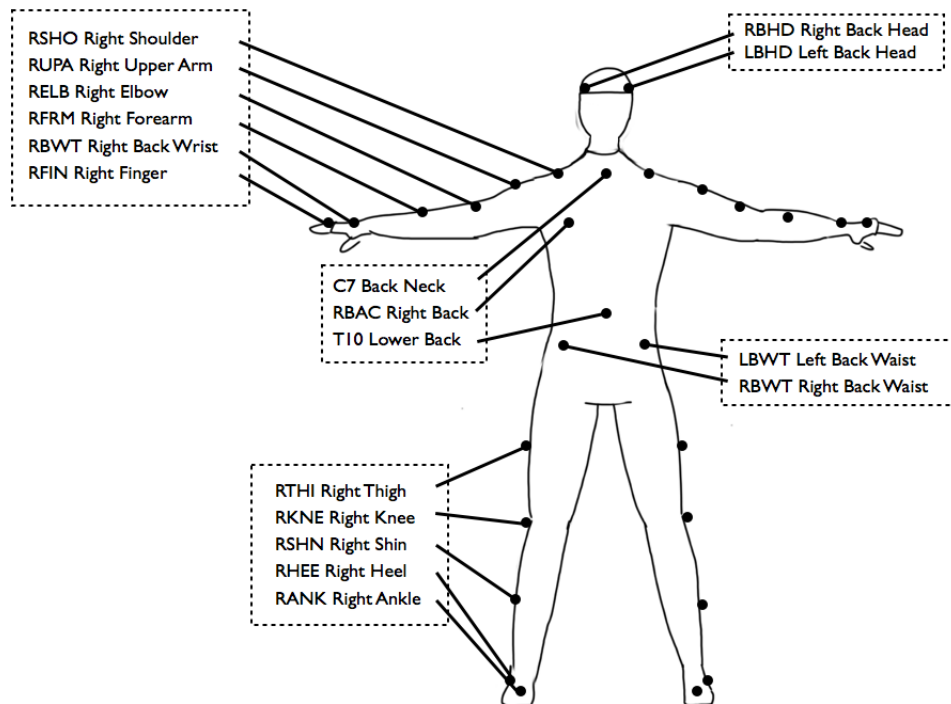 RSHO Right Shoulder
RUPA Right Upper Arm
RELB Right Elbow
RFRM Right Forearm
RBWT Right Back Wrist
RFIN Right Finger
RBHD Right Back Head
LBHD Left Back Head
C7 Back Neck
RBAC Right Back
T10 Lower Back
LBWT Left Back Waist
RBWT Right Back Waist
RTHI Right Thigh
RKNE Right Knee
RSHN Right Shin
RHEE Right Heel
RANK Right Ankle